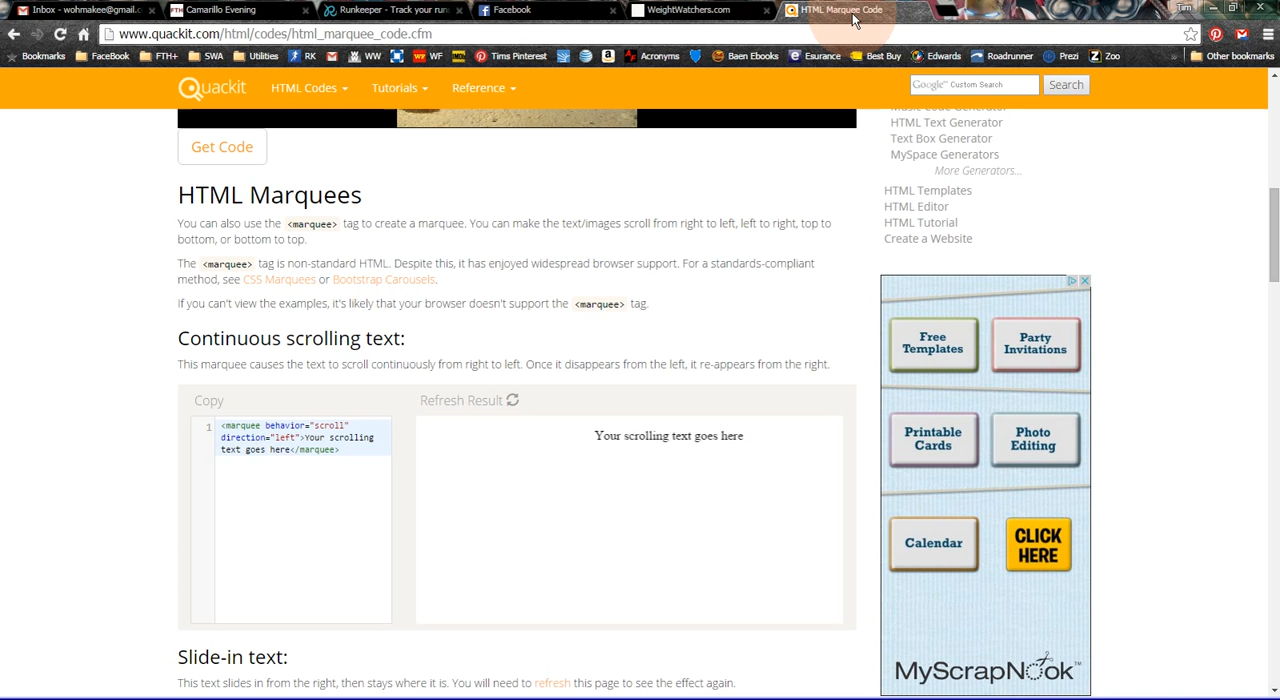 Inbox - wohmakee@gmail.c
Camarillo Evening
Runkeeper - Track your run
Facebook
WeightWatchers.com
HTML Marquee Code
Tim
www.quackit.com/html/codes/html_marquee_code.cfm
Bookmarks FaceBook FTH+ SWA Utilities RK WW WF Tims Pinterest Acronyms Baen Ebooks Esurance Best Buy Edwards Roadrunner Prezi Zoo » Other bookmarks
Quackit HTML Codes Tutorials Reference Google™ Custom Search Search
Music Code Generator
HTML Text Generator
Text Box Generator
MySpace Generators
More Generators...
HTML Templates
HTML Editor
HTML Tutorial
Create a Website
Get Code
HTML Marquees
You can also use the <marquee> tag to create a marquee. You can make the text/images scroll from right to left, left to right, top to
bottom, or bottom to top.
The <marquee> tag is non-standard HTML. Despite this, it has enjoyed widespread browser support. For a standards-compliant
method, see CSS Marquees or Bootstrap Carousels.
If you can't view the examples, it's likely that your browser doesn't support the <marquee> tag.
Continuous scrolling text:
This marquee causes the text to scroll continuously from right to left. Once it disappears from the left, it re-appears from the right.
Copy
Refresh Result
1
<marquee behavior="scroll"
direction="left">Your scrolling
text goes here</marquee>
Your scrolling text goes here
Slide-in text:
This text slides in from the right, then stays where it is. You will need to refresh this page to see the effect again.
Free
Templates
Party
Invitations
Printable
Cards
Photo
Editing
Calendar
CLICK
HERE
MyScrapNook™